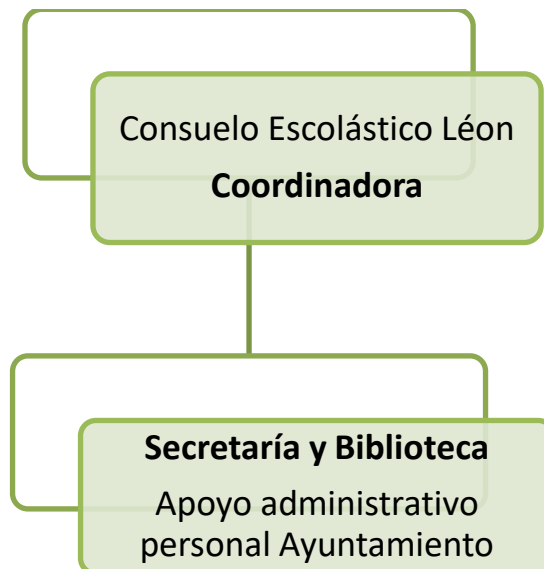 Consuelo Escolástico Léon
Coordinadora
Secretaría y Biblioteca
Apoyo administrativo
personal Ayuntamiento